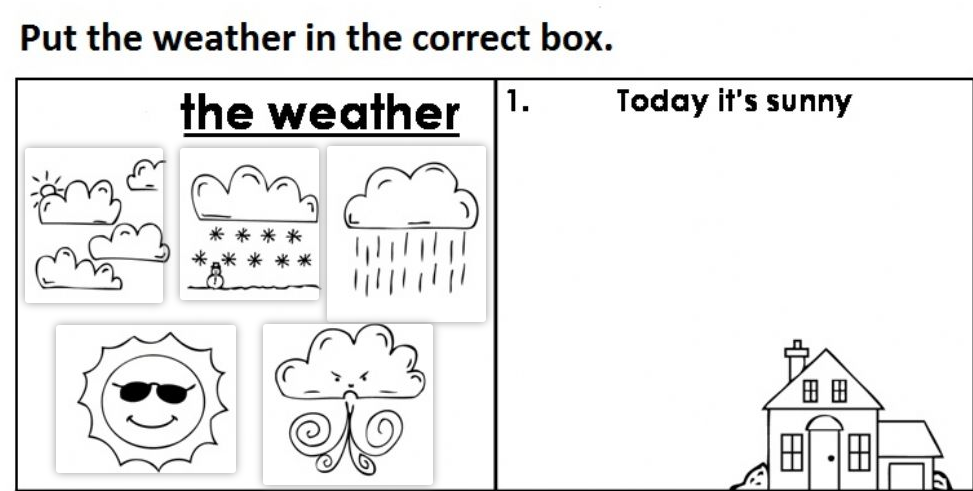 Put the weather in the correct box.
the weather
1. Today it's sunny